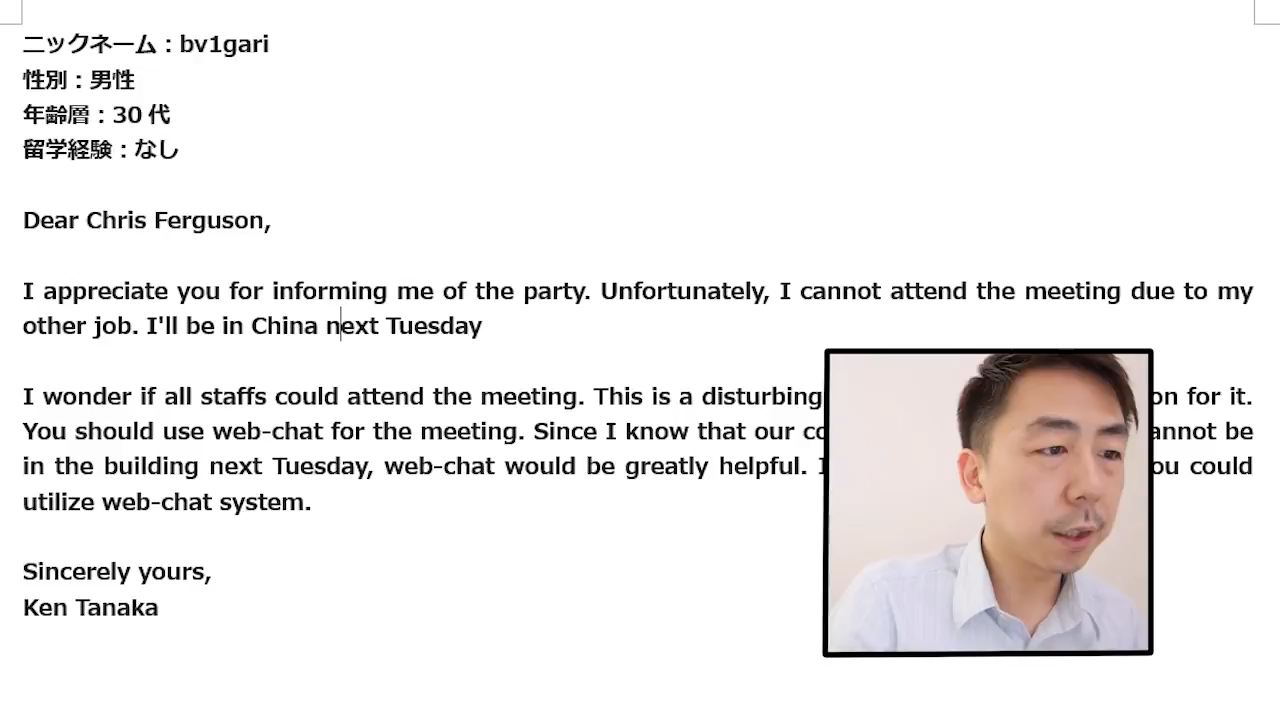 ニックネーム：bv1gari
性別：男性
年齢層：30 代
留学経験：なし
Dear Chris Ferguson,
I appreciate you for informing me of the party. Unfortunately, I cannot attend the meeting due to my
other job. I'll be in China next Tuesday
I wonder if all staffs could attend the meeting. This is a disturbing on for it.
You should use web-chat for the meeting. Since I know that our co annot be
in the building next Tuesday, web-chat would be greatly helpful. I ou could
utilize web-chat system.
Sincerely yours,
Ken Tanaka